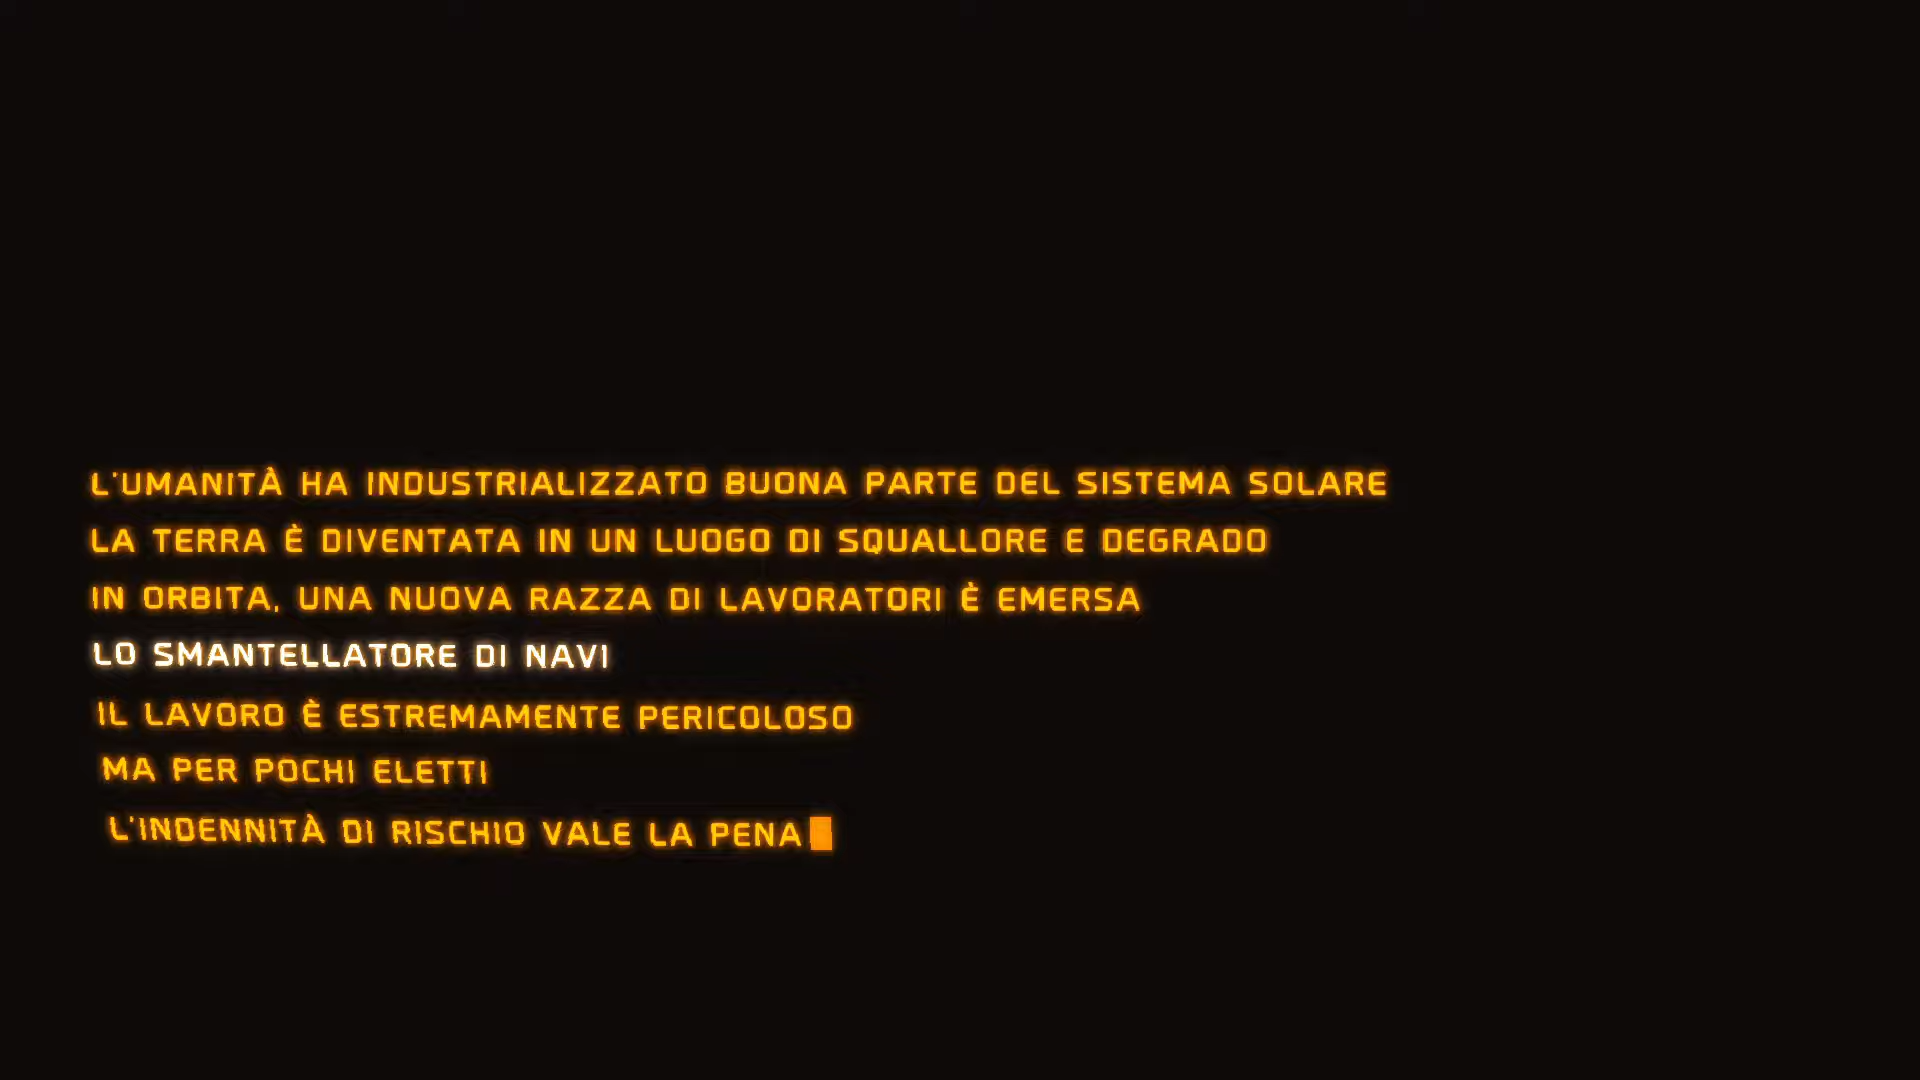 L'UMANITÀ HA INDUSTRIALIZZATO BUONA PARTE DEL SISTEMA SOLARE
LA TERRA È DIVENTATA IN UN LUOGO DI SQUALLORE E DEGRADO
IN ORBITA, UNA NUOVA RAZZA DI LAVORATORI È EMERSA
LO SMANTELLATORE DI NAVI
IL LAVORO È ESTREMAMENTE PERICOLOSO
MA PER POCHI ELETTI
L'INDENNITÀ DI RISCHIO VALE LA PENA